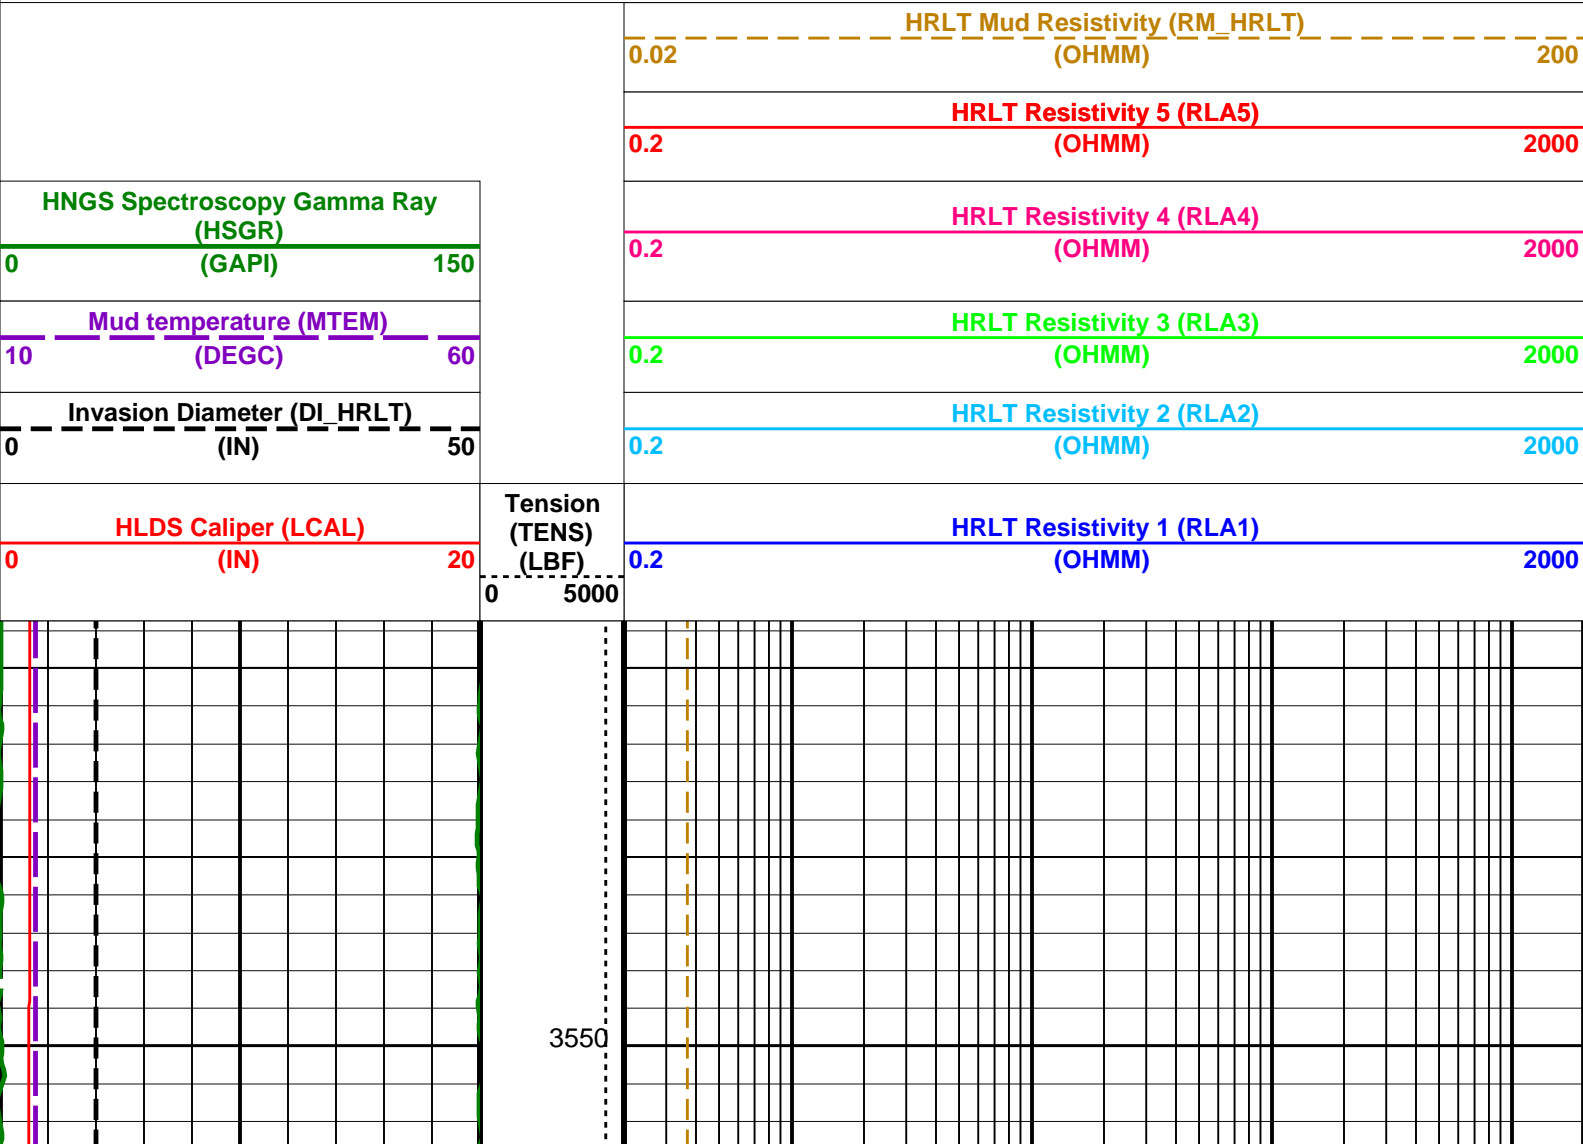 HRLT Mud Resistivity (RM_HRLT)
0.02 (OHMM) 200
HRLT Resistivity 5 (RLA5)
0.2 (OHMM) 2000
HNGS Spectroscopy Gamma Ray
(HSGR)
0 (GAPI) 150
HRLT Resistivity 4 (RLA4)
0.2 (OHMM) 2000
Mud temperature (MTEM)
10 (DEGC) 60
HRLT Resistivity 3 (RLA3)
0.2 (OHMM) 2000
Invasion Diameter (DI_HRLT)
0 (IN) 50
HRLT Resistivity 2 (RLA2)
0.2 (OHMM) 2000
HLDS Caliper (LCAL)
0 (IN) 20
Tension
(TENS)
(LBF)
0 5000
HRLT Resistivity 1 (RLA1)
0.2 (OHMM) 2000
3550